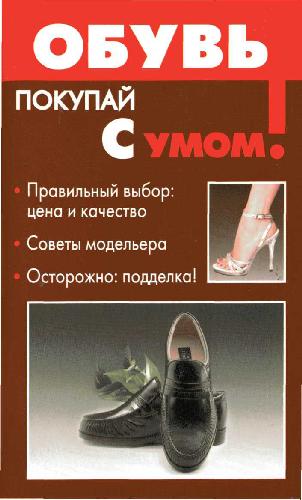 ОБУВЬ
ПОКУПАЙ
С УМОМ!
• Правильный выбор:
цена и качество
• Советы модельера
• Осторожно: подделка!